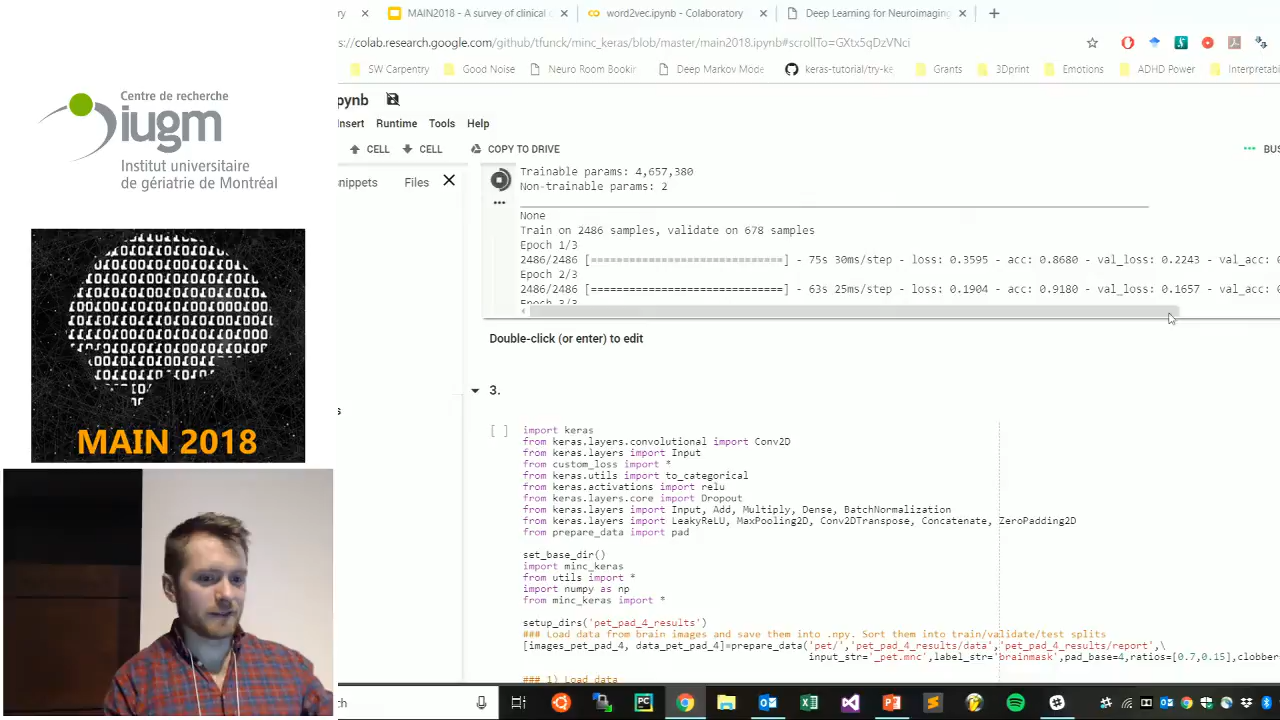 Centre de recherche
iugm
Institut universitaire
de gériatrie de Montréal
MAIN 2018
MAIN2018 - A survey of clinical
word2vec.ipynb - Colaboratory
Deep Learning for Neuroimaging
s://colab.research.google.com/github/tfunck/minc_keras/blob/master/main2018.ipynb#scrollTo=GXtx5qDzVNci
SW Carpentry
Good Noise
Neuro Room Bookin
Deep Markov Mode
keras-tutorial/try-ke
Grants
3Dprint
Emotions
ADHD Power
Interpretab
pynb
nsert Runtime Tools Help
CELL CELL COPY TO DRIVE
BUS
nippets Files
Trainable params: 4,657,380
Non-trainable params: 2
None
Train on 2486 samples, validate on 678 samples
Epoch 1/3
2486/2486 [==============================] - 75s 30ms/step - loss: 0.3595 - acc: 0.8680 - val_loss: 0.2243 - val_acc:
Epoch 2/3
2486/2486 [==============================] - 63s 25ms/step - loss: 0.1904 - acc: 0.9180 - val_loss: 0.1657 - val_acc:
Epoch 3/3
Double-click (or enter) to edit
3.
[ ]
import keras
from keras.layers.convolutional import Conv2D
from keras.layers import Input
from custom_loss import *
from keras.utils import to_categorical
from keras.activations import relu
from keras.layers.core import Dropout
from keras.layers import Input, Add, Multiply, Dense, BatchNormalization
from keras.layers import LeakyReLU, MaxPooling2D, Conv2DTranspose, Concatenate, ZeroPadding2D
from prepare_data import pad
set_base_dir()
import minc_keras
from utils import *
import numpy as np
from minc_keras import *
setup_dirs('pet_pad_4_results')
### Load data from brain images and save them into .npy. Sort them into train/validate/test splits
[images_pet_pad_4, data_pet_pad_4]=prepare_data('pet/','pet_pad_4_results/data','pet_pad_4_results/report',\
input_str='_pet.mnc',label_str='brainmask',pad_base=4,ratios=[0.7,0.15],clobber
### 1) Load data